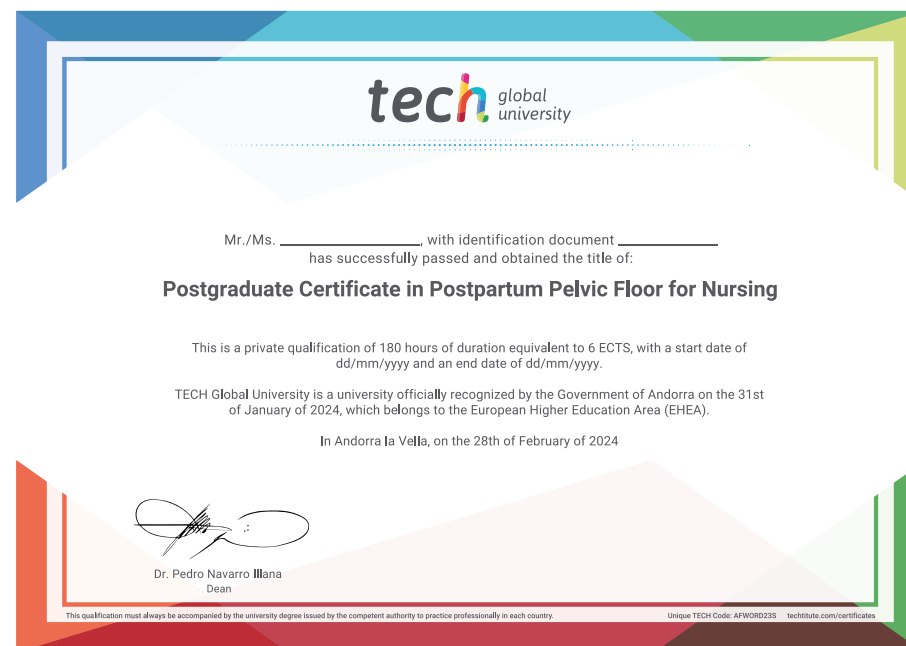 tech global
university
Mr./Ms. ____________________, with identification document ______________
has successfully passed and obtained the title of:
Postgraduate Certificate in Postpartum Pelvic Floor for Nursing
This is a private qualification of 180 hours of duration equivalent to 6 ECTS, with a start date of
dd/mm/yyyy and an end date of dd/mm/yyyy.
TECH Global University is a university officially recognized by the Government of Andorra on the 31st
of January of 2024, which belongs to the European Higher Education Area (EHEA).
In Andorra la Vella, on the 28th of February of 2024
Dr. Pedro Navarro Illana
Dean
This qualification must always be accompanied by the university degree issued by the competent authority to practice professionally in each country. Unique TECH Code: AFWORD23S techtitute.com/certificates